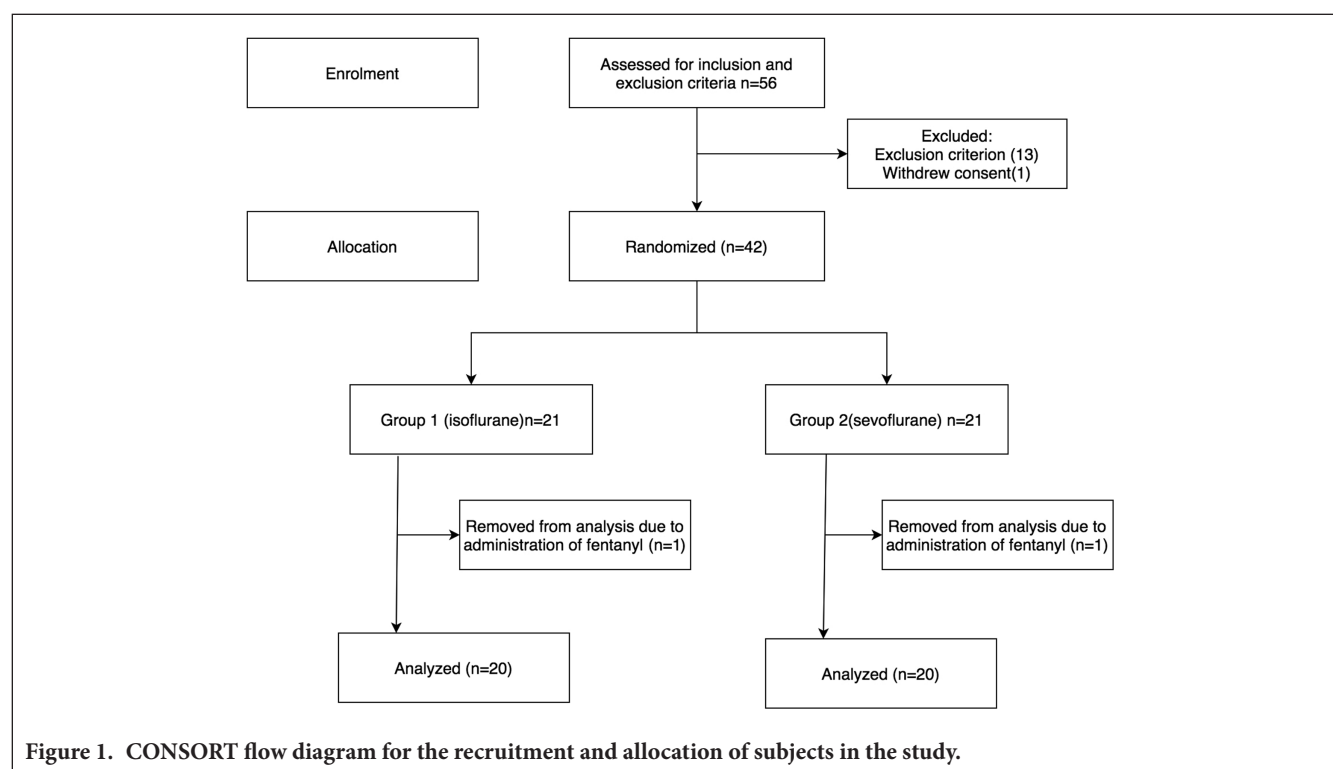 Enrolment
Assessed for inclusion and
exclusion criteria n=56
Excluded:
Exclusion criterion (13)
Withdrew consent(1)
Allocation
Randomized (n=42)
Group 1 (isoflurane)n=21
Group 2(sevoflurane) n=21
Removed from analysis due to
administration of fentanyl (n=1)
Removed from analysis due to
administration of fentanyl (n=1)
Analyzed (n=20)
Analyzed (n=20)
Figure 1. CONSORT flow diagram for the recruitment and allocation of subjects in the study.